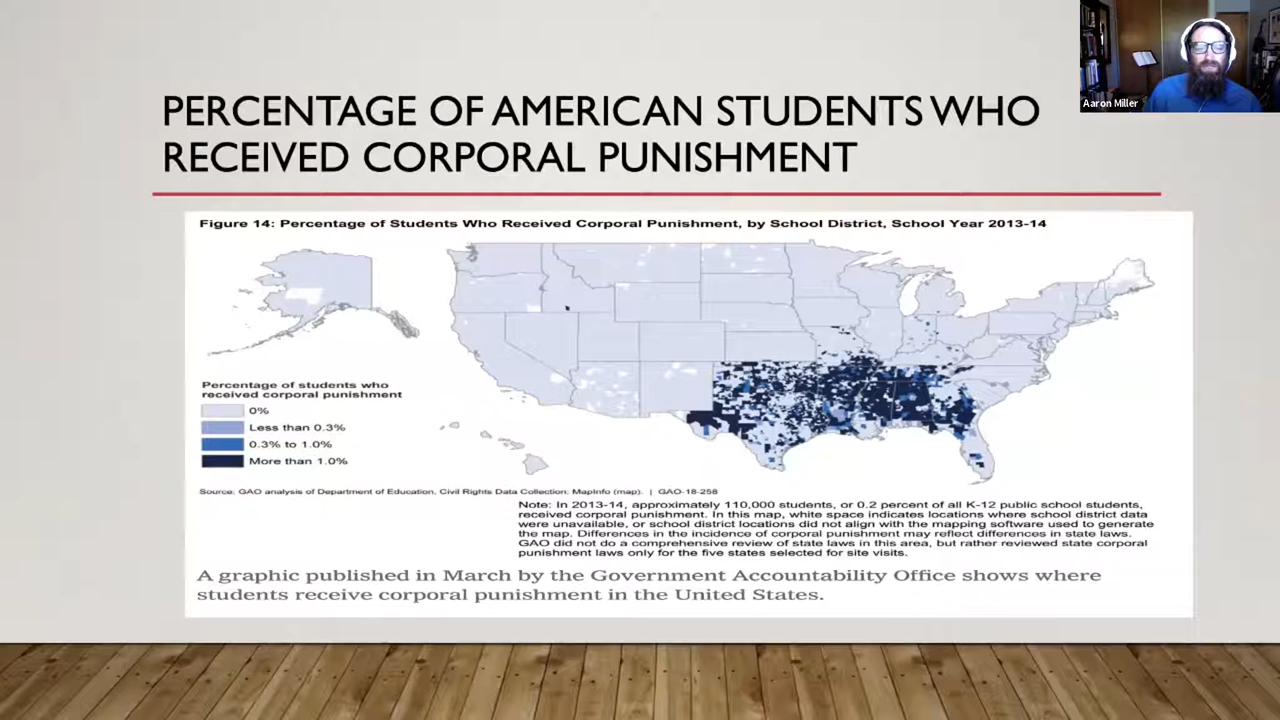 Aaron Miller
PERCENTAGE OF AMERICAN STUDENTS WHO
RECEIVED CORPORAL PUNISHMENT
Figure 14: Percentage of Students Who Received Corporal Punishment, by School District, School Year 2013-14
Percentage of students who
received corporal punishment
0%
Less than 0.3%
0.3% to 1.0%
More than 1.0%
Source: GAO analysis of Department of Education, Civil Rights Data Collection; MapInfo (map). | GAO-18-258
Note: In 2013-14, approximately 110,000 students, or 0.2 percent of all K-12 public school students,
received corporal punishment. In this map, white space indicates locations where school district data
were unavailable, or school district locations did not align with the mapping software used to generate
the map. Differences in the incidence of corporal punishment may reflect differences in state laws.
GAO did not do a comprehensive review of state laws in this area, but rather reviewed state corporal
punishment laws only for the five states selected for site visits.
A graphic published in March by the Government Accountability Office shows where
students receive corporal punishment in the United States.